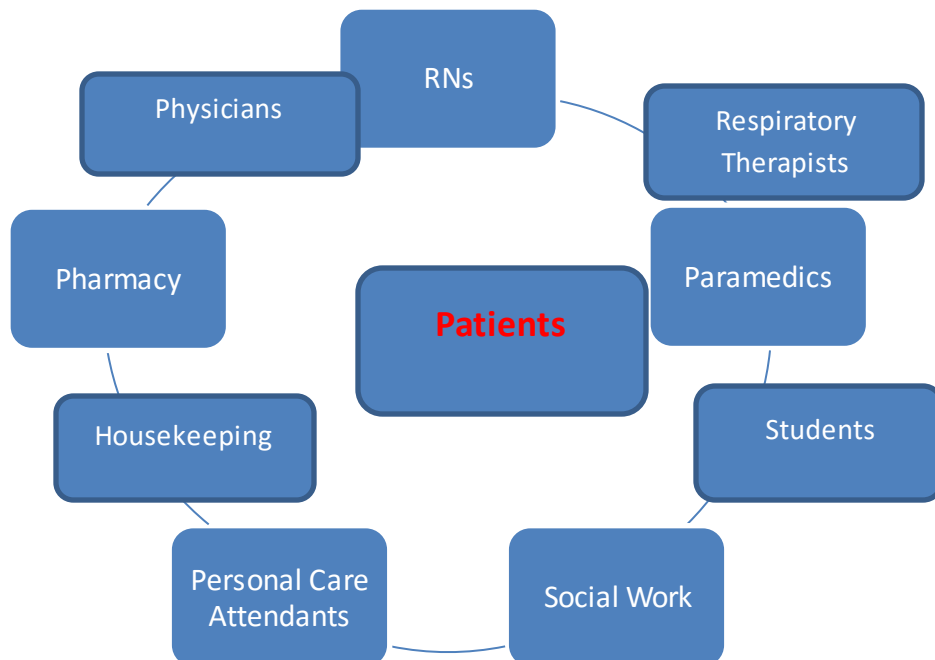 RNs
Physicians
Respiratory
Therapists
Pharmacy
Paramedics
Patients
Housekeeping
Students
Personal Care
Attendants
Social Work